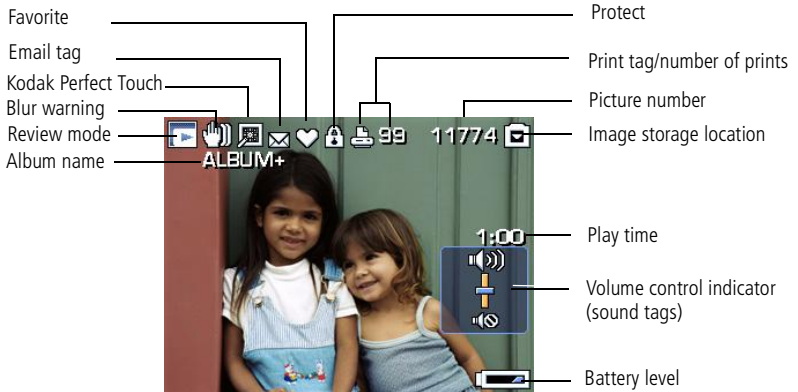 Favorite
Email tag
Kodak Perfect Touch
Blur warning
Review mode
Album name
Protect
Print tag/number of prints
Picture number
Image storage location
99 11774
ALBUM+
1:00
Play time
Volume control indicator
(sound tags)
Battery level